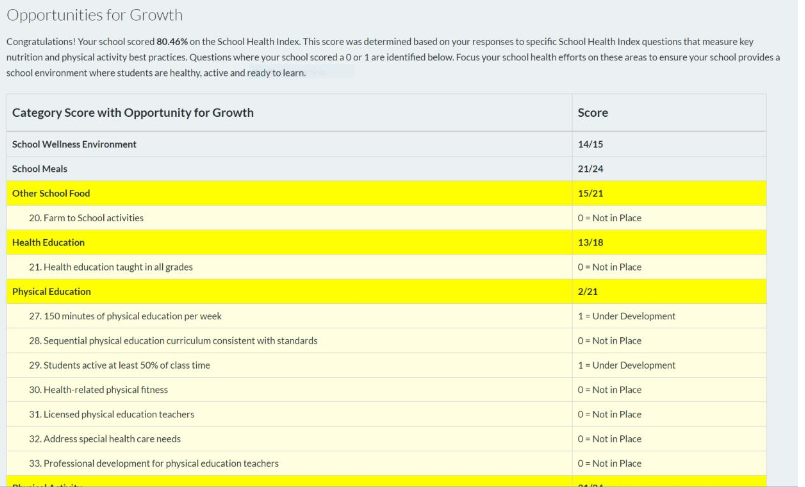 Opportunities for Growth
Congratulations! Your school scored 80.46% on the School Health Index. This score was determined based on your responses to specific School Health Index questions that measure key
nutrition and physical activity best practices. Questions where your school scored a 0 or 1 are identified below. Focus your school health efforts on these areas to ensure your school provides a
school environment where students are healthy, active and ready to learn.
Category Score with Opportunity for Growth Score
School Wellness Environment 14/15
School Meals 21/24
Other School Food 15/21
20. Farm to School activities 0 = Not in Place
Health Education 13/18
21. Health education taught in all grades 0 = Not in Place
Physical Education 2/21
27. 150 minutes of physical education per week 1 = Under Development
28. Sequential physical education curriculum consistent with standards 0 = Not in Place
29. Students active at least 50% of class time 1 = Under Development
30. Health-related physical fitness 0 = Not in Place
31. Licensed physical education teachers 0 = Not in Place
32. Address special health care needs 0 = Not in Place
33. Professional development for physical education teachers 0 = Not in Place
Physical Activity